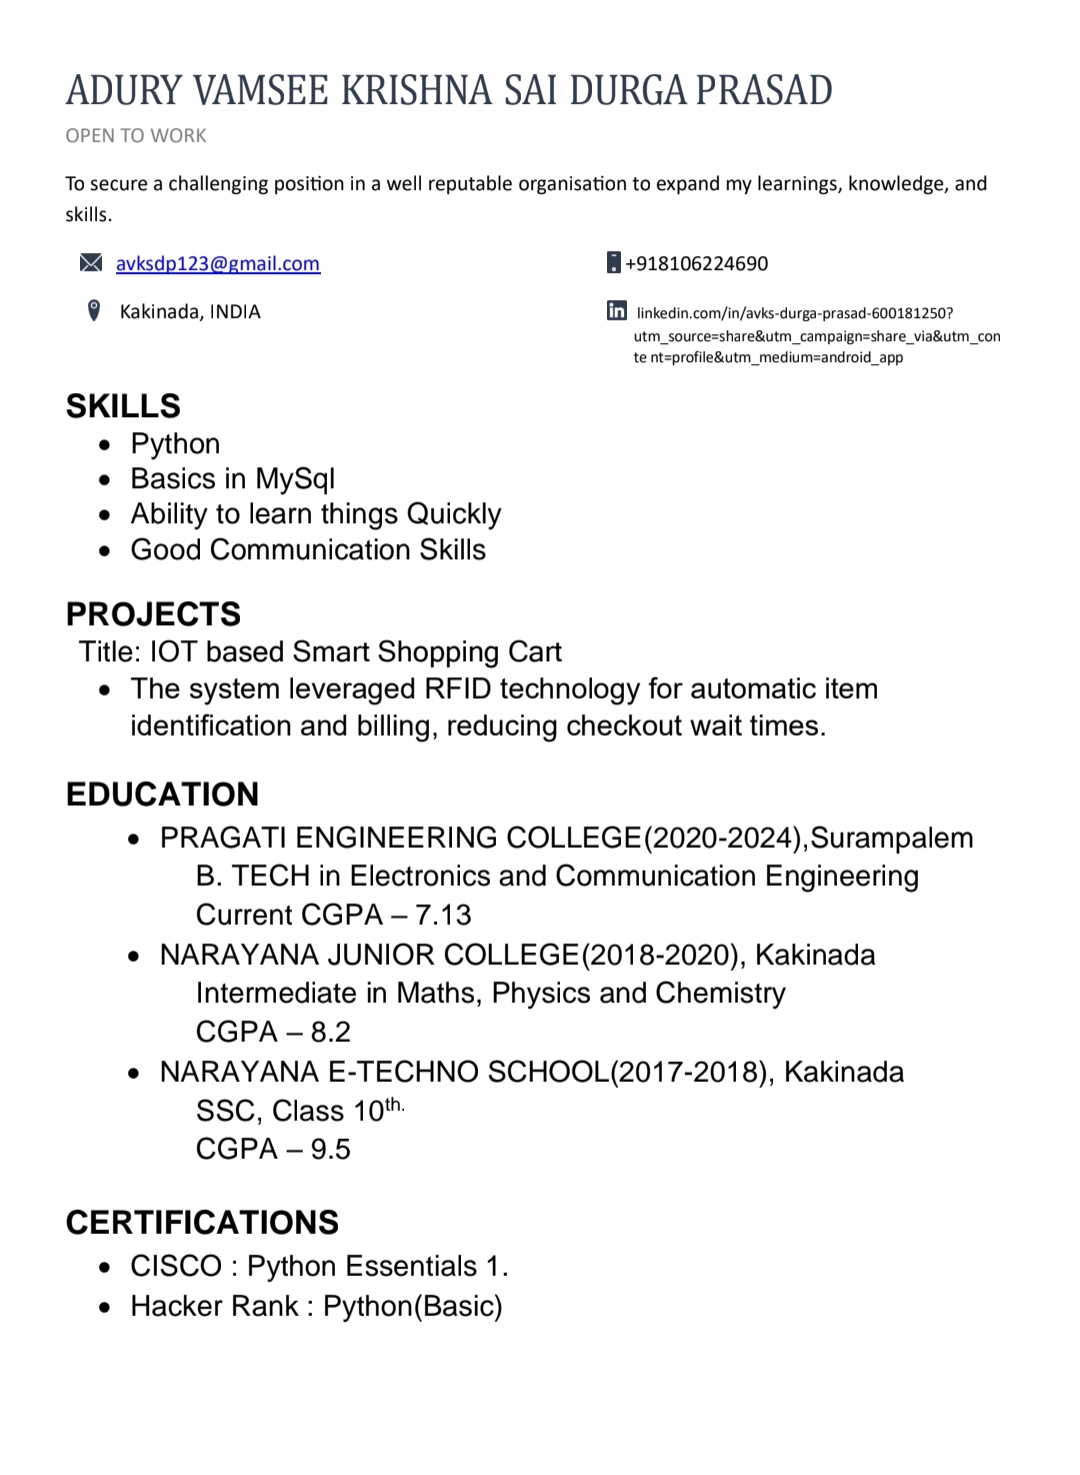 ADURY VAMSEE KRISHNA SAI DURGA PRASAD
OPEN TO WORK
To secure a challenging position in a well reputable organisation to expand my learnings, knowledge, and
skills.
avksdp123@gmail.com
+918106224690
Kakinada, INDIA
linkedin.com/in/avks-durga-prasad-600181250?
utm_source=share&utm_campaign=share_via&utm_con
te nt=profile&utm_medium=android_app
SKILLS
• Python
• Basics in MySql
• Ability to learn things Quickly
• Good Communication Skills
PROJECTS
Title: IOT based Smart Shopping Cart
• The system leveraged RFID technology for automatic item
identification and billing, reducing checkout wait times.
EDUCATION
• PRAGATI ENGINEERING COLLEGE(2020-2024),Surampalem
B. TECH in Electronics and Communication Engineering
Current CGPA – 7.13
• NARAYANA JUNIOR COLLEGE(2018-2020), Kakinada
Intermediate in Maths, Physics and Chemistry
CGPA – 8.2
• NARAYANA E-TECHNO SCHOOL(2017-2018), Kakinada
SSC, Class 10th.
CGPA – 9.5
CERTIFICATIONS
• CISCO : Python Essentials 1.
• Hacker Rank : Python(Basic)